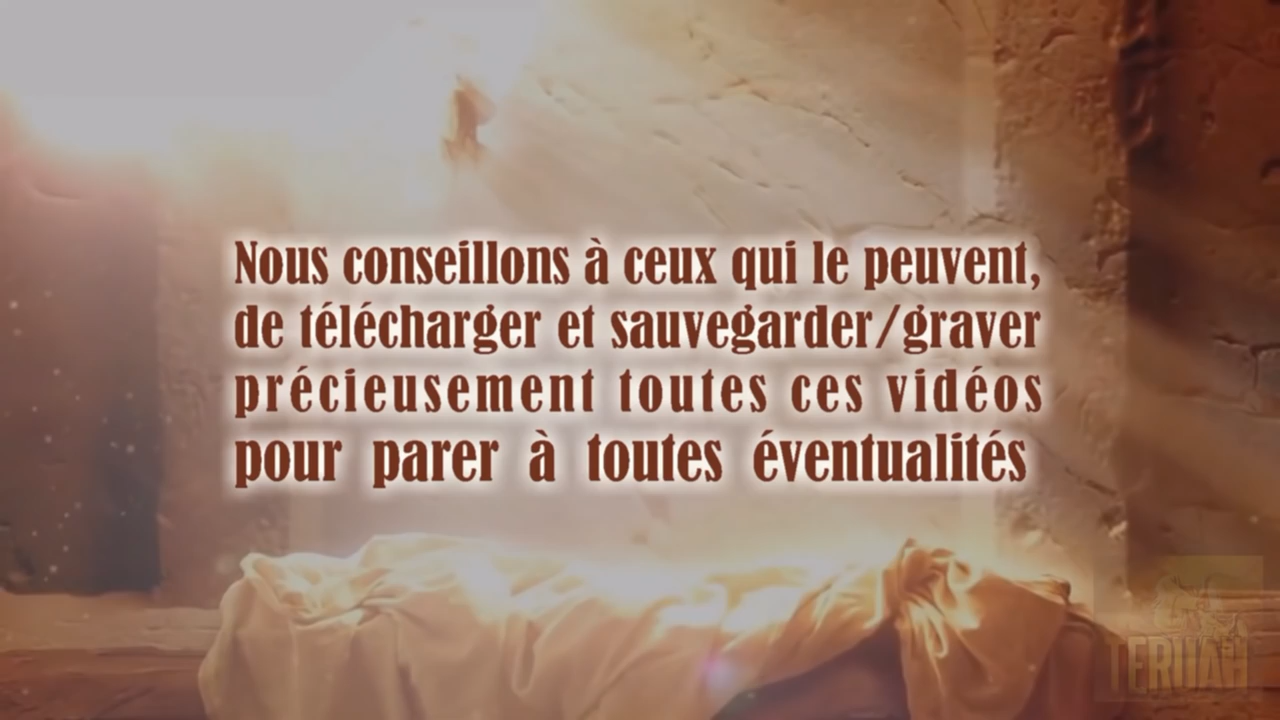 Nous conseillons à ceux qui le peuvent,
de télécharger et sauvegarder/graver
précieusement toutes ces vidéos
pour parer à toutes éventualités
TERUAH